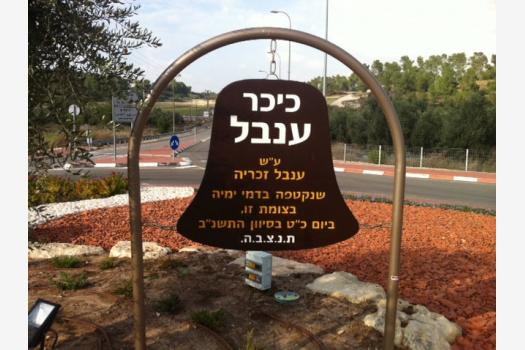 כיכר
ענבל
ע"ש
ענבל זכריה
שנקטפה בדמי ימיה
בצומת זו,
ביום כ"ט בסיוון התשנ"ב
ת.נ.צ.ב.ה.